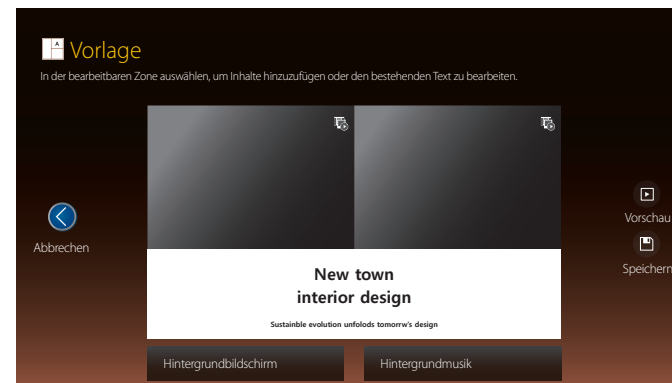 A
Vorlage
In der bearbeitbaren Zone auswählen, um Inhalte hinzuzufügen oder den bestehenden Text zu bearbeiten.
Abbrechen
New town
interior design
Sustainble evolution unfolods tomorrw's design
Vorschau
Speichern
Hintergrundbildschirm
Hintergrundmusik